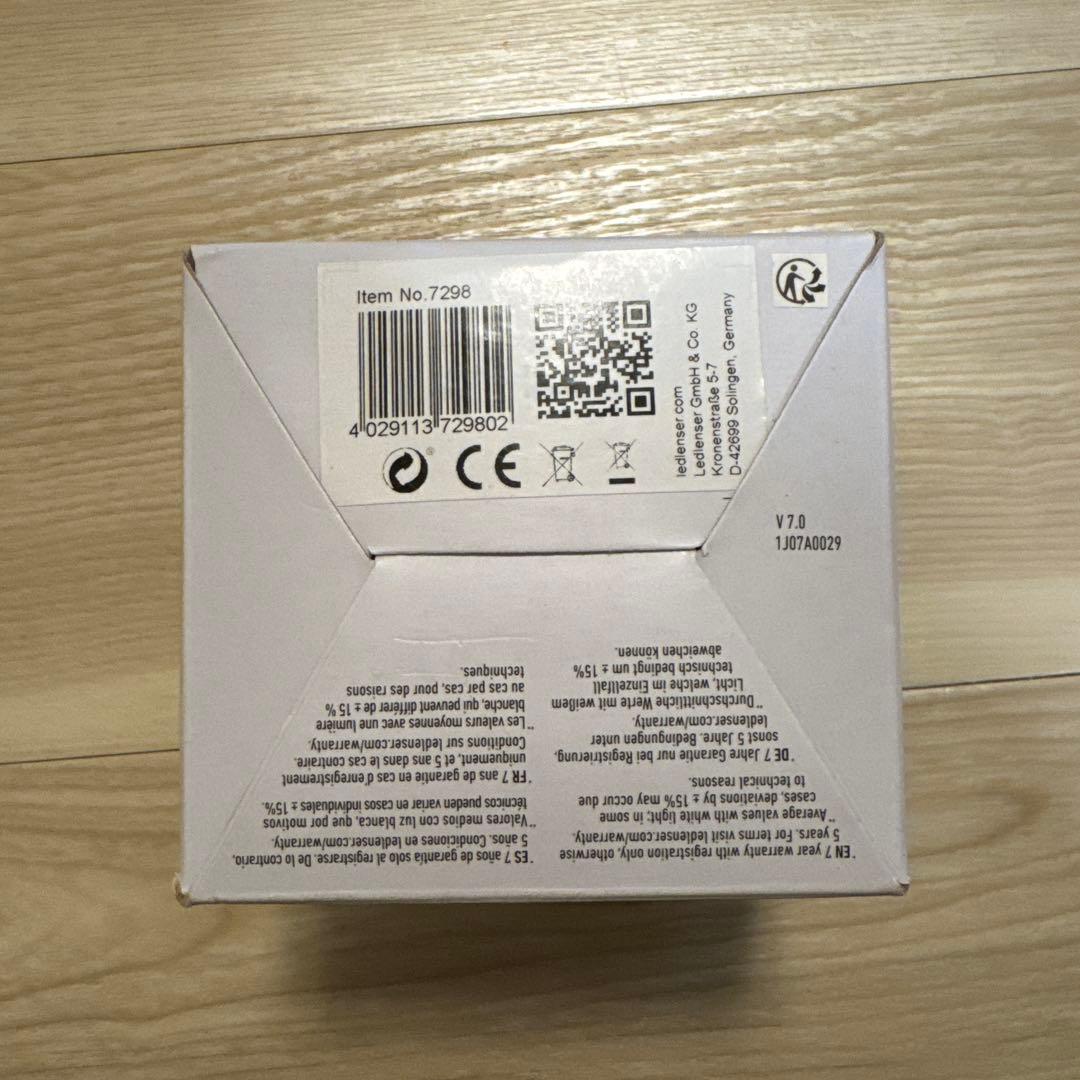 Item No.7298
4 029113 729802
CE
ledlenser.com
Ledlenser GmbH & Co. KG
Kronenstraße 5-7
D-42699 Solingen, Germany
V 7.0
1J07A0029
*EN 7 year warranty with registration only, otherwise
5 years. For terms visit ledlenser.com/warranty.
**Average values with white light; in some
cases, deviations by ± 15% may occur due
to technical reasons.
*DE 7 Jahre Garantie nur bei Registrierung,
sonst 5 Jahre. Bedingungen unter
ledlenser.com/warranty.
**Durchschnittliche Werte mit weißem
Licht, welche im Einzelfall
technisch bedingt um ± 15%
abweichen können.
*ES 7 años de garantía solo al registrarse. De lo contrario,
5 años. Condiciones en ledlenser.com/warranty.
**Valores medios con luz blanca, que por motivos
técnicos pueden variar en casos individuales ± 15%.
*FR 7 ans de garantie en cas d'enregistrement
uniquement, et 5 ans dans le cas contraire.
Conditions sur ledlenser.com/warranty.
**Les valeurs moyennes avec une lumière
blanche, qui peuvent différer de ± 15 %
au cas par cas, pour des raisons
techniques.